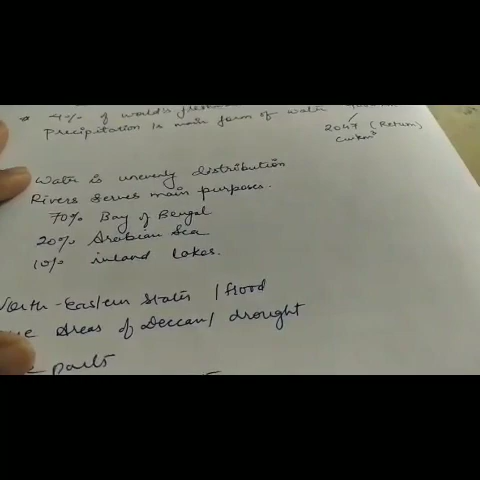 4% of world's
Precipitation is main form of water
2047 (Return)
Cukm³
Water is unevenly distribution
Rivers serves main purposes.
70% Bay of Bengal
20% Arabian Sea
10% inland lakes.
North-Eastern States / flood
Areas of Deccan / drought
parts